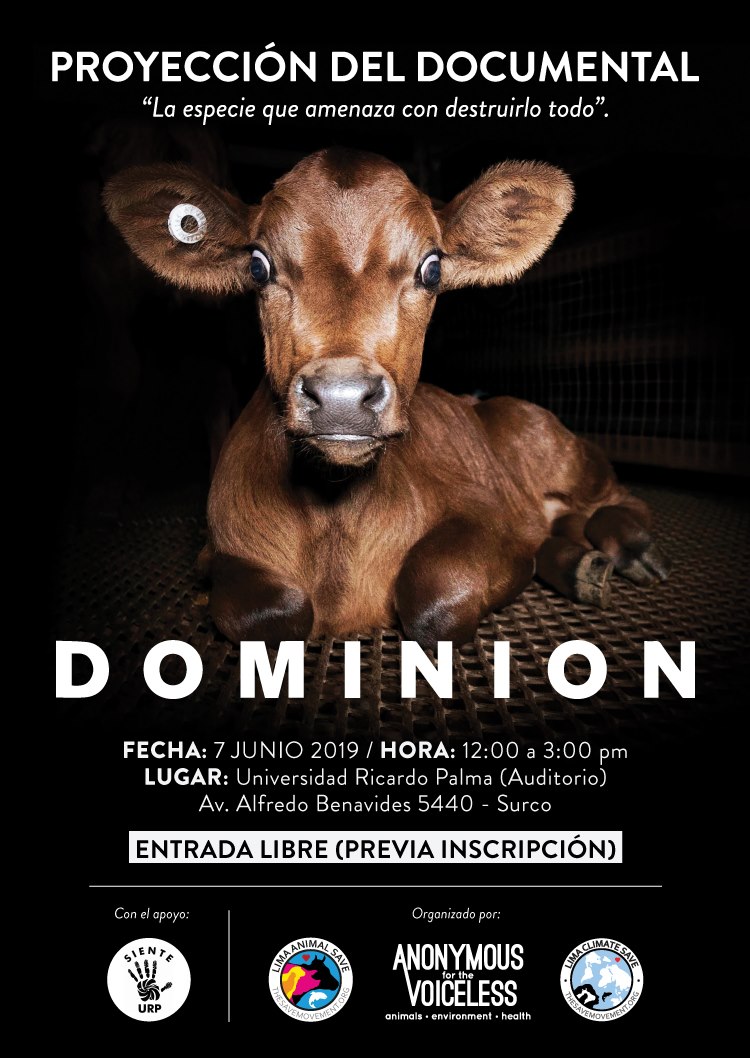 PROYECCIÓN DEL DOCUMENTAL
“La especie que amenaza con destruirlo todo”.
DOMINION
FECHA: 7 JUNIO 2019 / HORA: 12:00 a 3:00 pm
LUGAR: Universidad Ricardo Palma (Auditorio)
Av. Alfredo Benavides 5440 - Surco
ENTRADA LIBRE (PREVIA INSCRIPCIÓN)
Con el apoyo:
Organizado por:
SIENTE
URP
LIMA ANIMAL SAVE
THESAVEMOVEMENT.ORG
ANONYMOUS
for the
VOICELESS
animals • environment • health
LIMA CLIMATE SAVE
THESAVEMOVEMENT.ORG